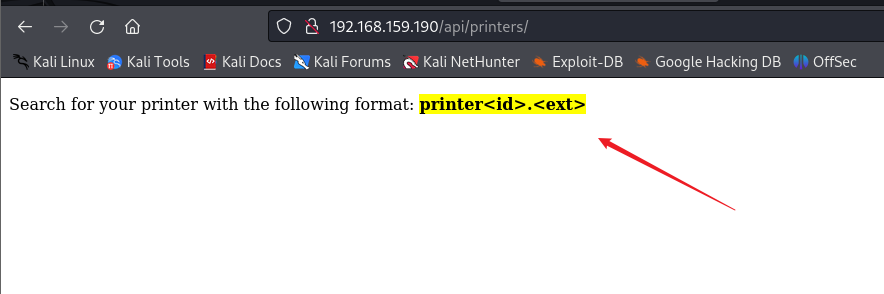 192.168.159.190/api/printers/
Kali Linux Kali Tools Kali Docs Kali Forums Kali NetHunter Exploit-DB Google Hacking DB OffSec
Search for your printer with the following format: printer<id>.<ext>